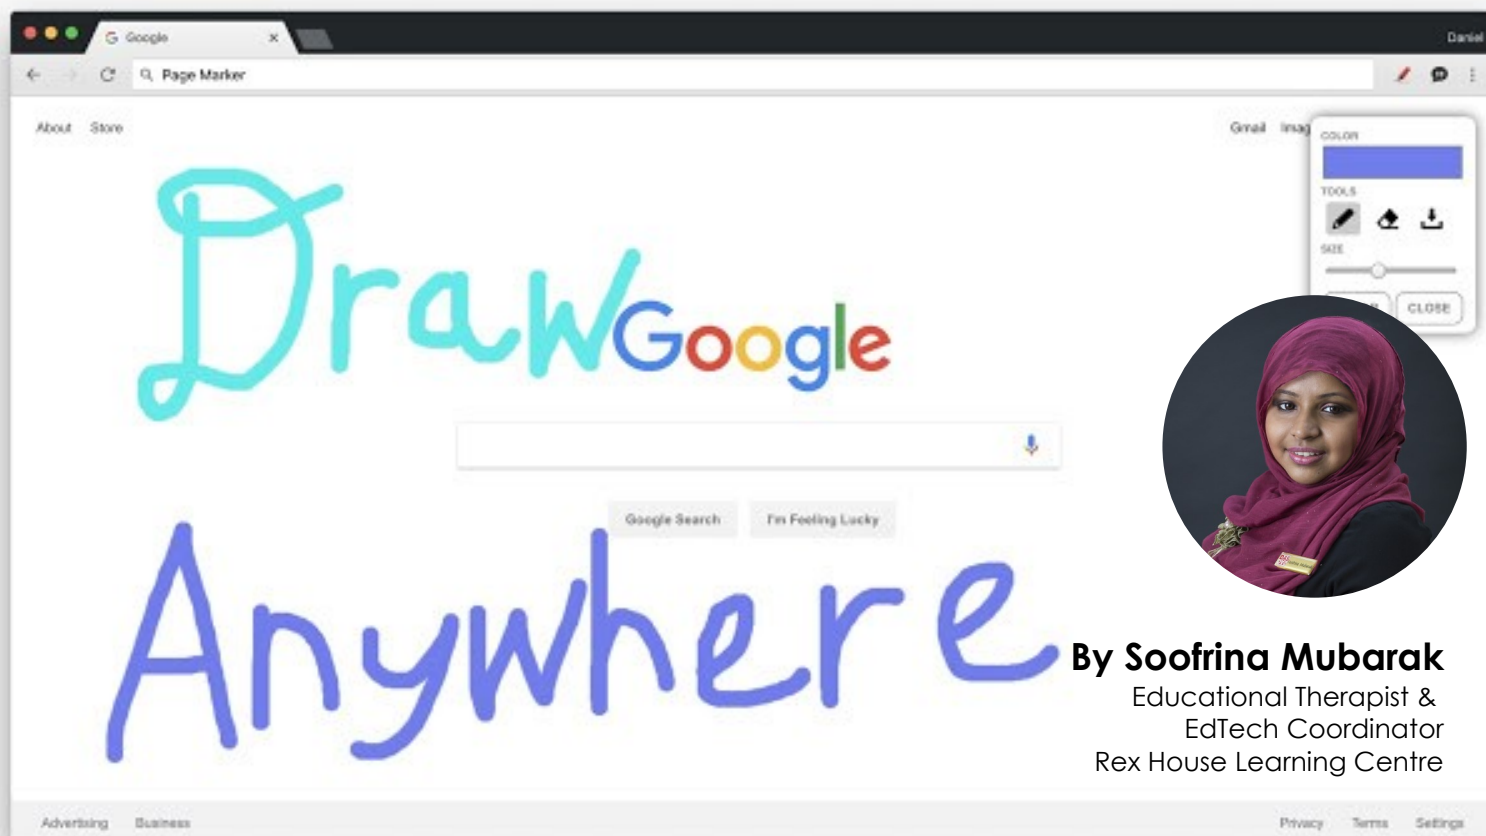 Google
Daniel
Page Marker
About Store
Gmail
COLOR
TOOLS
SIZE
CLOSE
Draw
Google
Google Search I'm Feeling Lucky
Anywhere
By Soofrina Mubarak
Educational Therapist &
EdTech Coordinator
Rex House Learning Centre
Advertising Business
Privacy Terms Settings